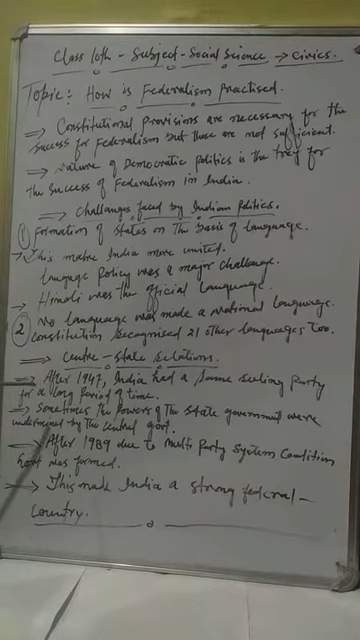 Class 10th - Subject - Social Science → Civics.
Topic: How is Federalism Practised.
⇒ Constitutional provisions are necessary for the
sucess for Federalism but these are not sufficient.
⇒ Nature of Democratic politics is the for
the success of Federalism in India.
⇒ Challanges faced by Indian Politics.
① Formation of States on The Basis of language.
→ This make India more united.
Language Policy was a major challange.
→ Hindi was the official Language.
② No language was made a National Language.
Constitution Recognised 21 other languages too.
⇒ Centre - State Relations.
⇒ After 1947, India had a Same ruling Party
for a long Period of time.
⇒ Sometimes the Powers of The State government were
undermined by the Central govt.
⇒ After 1989 due to Multi Party System Coalition
Govt was formed.
⇒ This made India a strong federal -
Country.